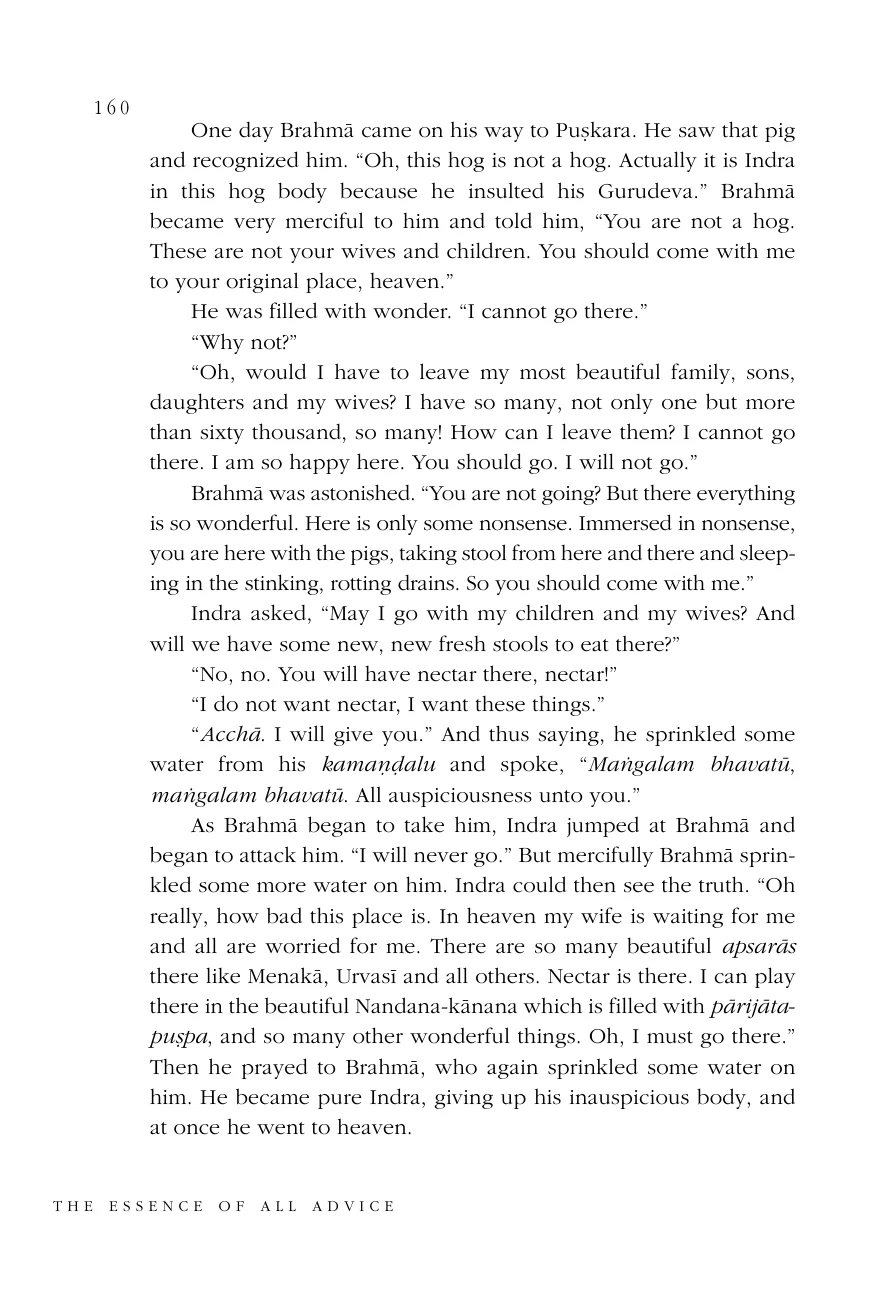 160
One day Brahmā came on his way to Puṣkara. He saw that pig
and recognized him. “Oh, this hog is not a hog. Actually it is Indra
in this hog body because he insulted his Gurudeva.” Brahmā
became very merciful to him and told him, “You are not a hog.
These are not your wives and children. You should come with me
to your original place, heaven.”
He was filled with wonder. “I cannot go there.”
“Why not?”
“Oh, would I have to leave my most beautiful family, sons,
daughters and my wives? I have so many, not only one but more
than sixty thousand, so many! How can I leave them? I cannot go
there. I am so happy here. You should go. I will not go.”
Brahmā was astonished. “You are not going? But there everything
is so wonderful. Here is only some nonsense. Immersed in nonsense,
you are here with the pigs, taking stool from here and there and sleep-
ing in the stinking, rotting drains. So you should come with me.”
Indra asked, “May I go with my children and my wives? And
will we have some new, new fresh stools to eat there?”
“No, no. You will have nectar there, nectar!”
“I do not want nectar, I want these things.”
“Acchā. I will give you.” And thus saying, he sprinkled some
water from his kamaṇḍalu and spoke, “Maṅgalam bhavatū,
maṅgalam bhavatū. All auspiciousness unto you.”
As Brahmā began to take him, Indra jumped at Brahmā and
began to attack him. “I will never go.” But mercifully Brahmā sprin-
kled some more water on him. Indra could then see the truth. “Oh
really, how bad this place is. In heaven my wife is waiting for me
and all are worried for me. There are so many beautiful apsarās
there like Menakā, Urvasī and all others. Nectar is there. I can play
there in the beautiful Nandana-kānana which is filled with pārijāta-
puṣpa, and so many other wonderful things. Oh, I must go there.”
Then he prayed to Brahmā, who again sprinkled some water on
him. He became pure Indra, giving up his inauspicious body, and
at once he went to heaven.
THE ESSENCE OF ALL ADVICE